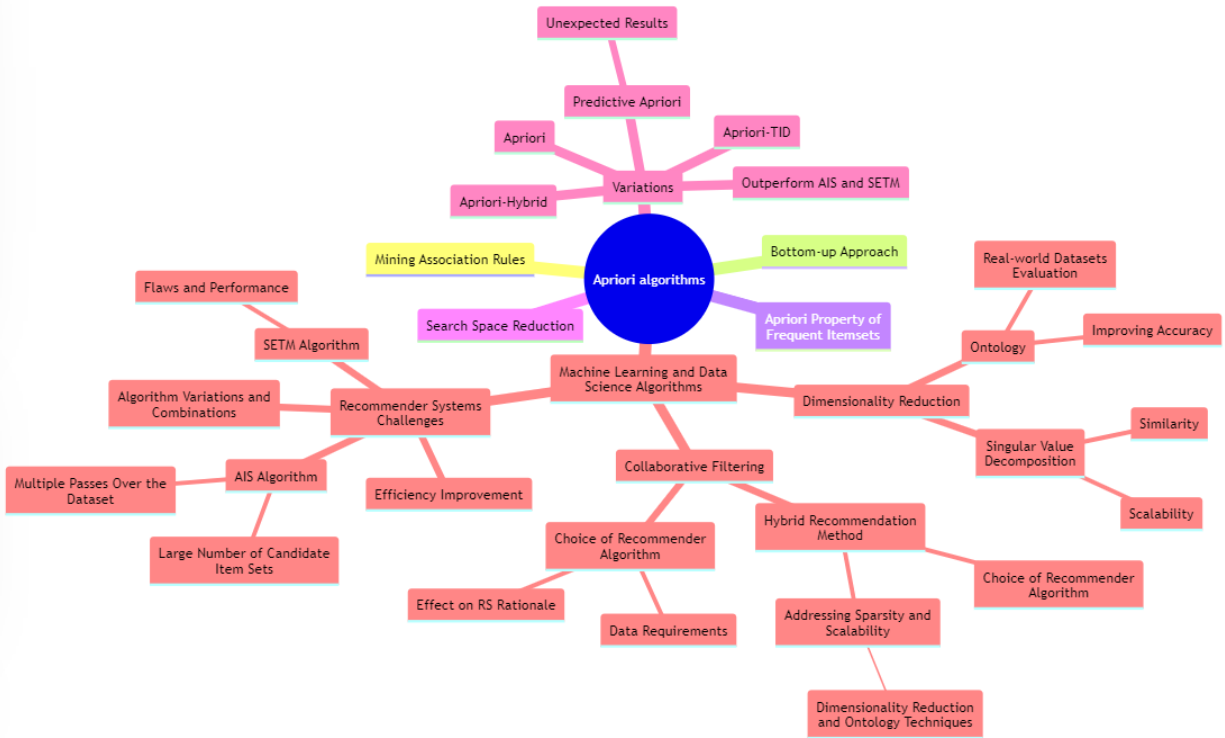 Unexpected Results
Predictive Apriori
Apriori
Apriori-TID
Variations
Outperform AIS and SETM
Apriori-Hybrid
Mining Association Rules
Bottom-up Approach
Apriori algorithms
Search Space Reduction
Apriori Property of
Frequent Itemsets
Machine Learning and Data
Science Algorithms
Flaws and Performance
SETM Algorithm
Algorithm Variations and
Combinations
Recommender Systems
Challenges
AIS Algorithm
Multiple Passes Over the
Dataset
Large Number of Candidate
Item Sets
Efficiency Improvement
Collaborative Filtering
Choice of Recommender
Algorithm
Effect on RS Rationale
Data Requirements
Hybrid Recommendation
Method
Choice of Recommender
Algorithm
Addressing Sparsity and
Scalability
Dimensionality Reduction
and Ontology Techniques
Dimensionality Reduction
Ontology
Real-world Datasets
Evaluation
Improving Accuracy
Singular Value
Decomposition
Similarity
Scalability